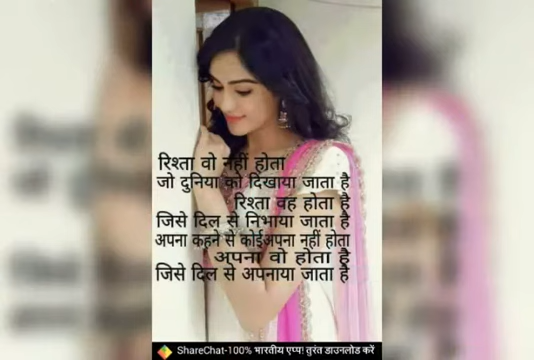 रिश्ता वो नहीं होता
जो दुनिया को दिखाया जाता है
रिश्ता वह होता है
जिसे दिल से निभाया जाता है
अपना कहने से कोईअपना नहीं होता
अपना वो होता है
जिसे दिल से अपनाया जाता है
ShareChat-100% भारतीय एप्प! तुरंत डाउनलोड करें